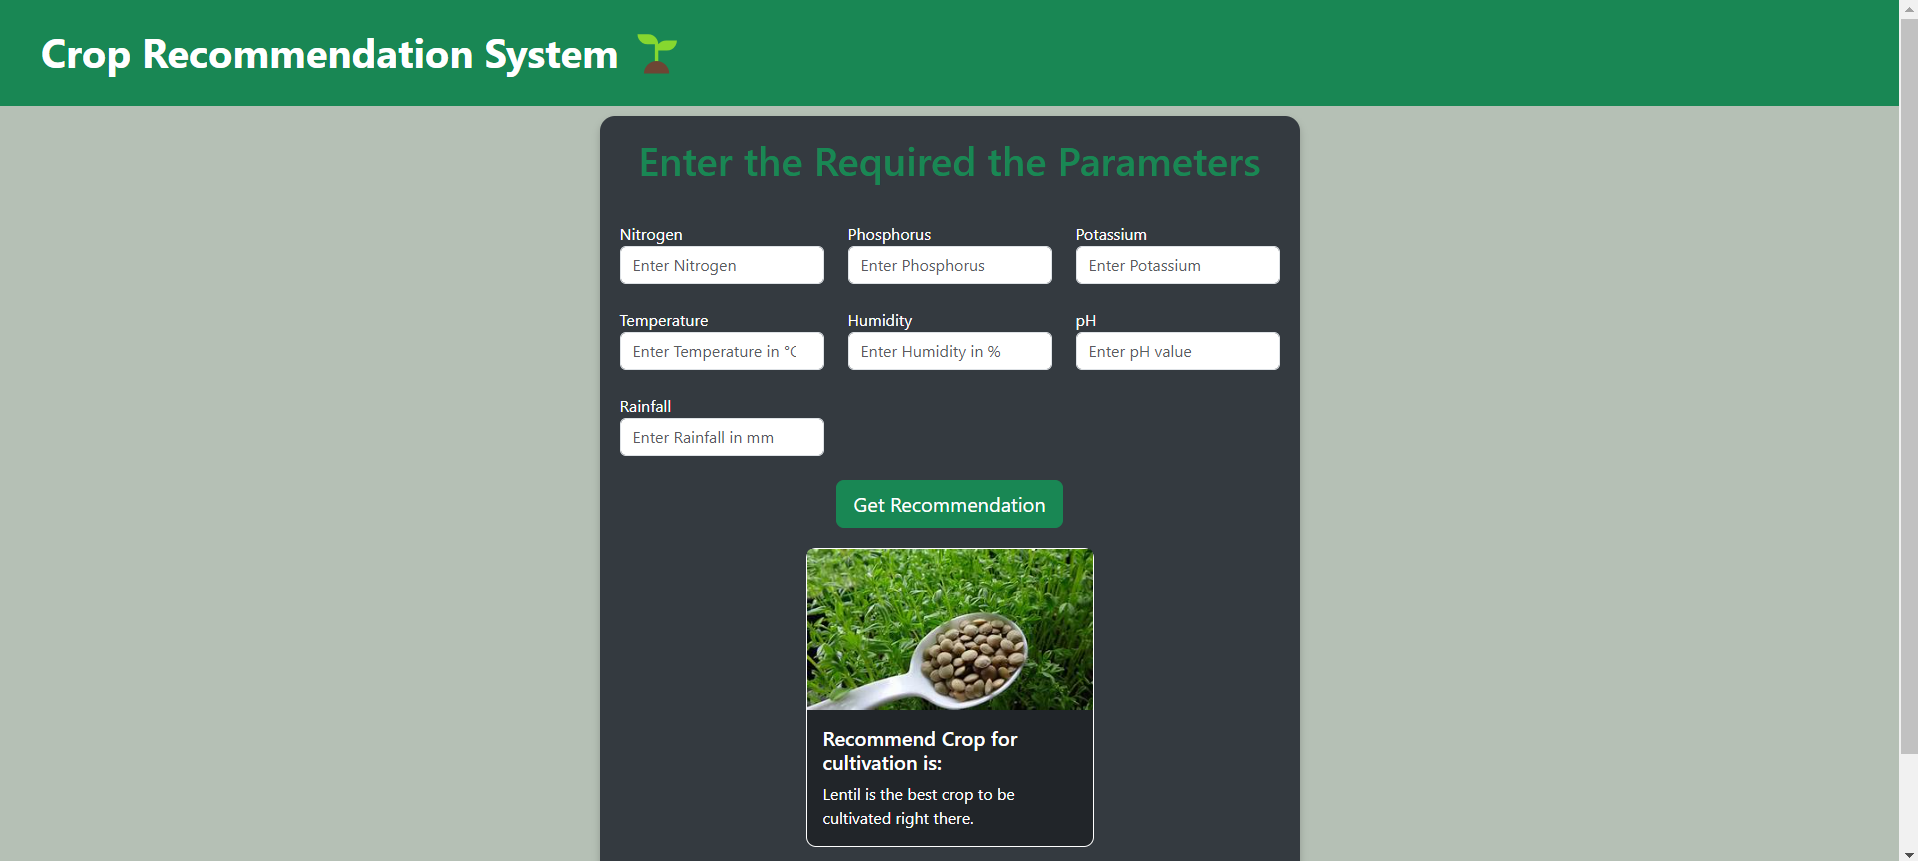 Crop Recommendation System
Enter the Required the Parameters
Nitrogen
Phosphorus
Potassium
Enter Nitrogen
Enter Phosphorus
Enter Potassium
Temperature
Humidity
pH
Enter Temperature in °C
Enter Humidity in %
Enter pH value
Rainfall
Enter Rainfall in mm
Get Recommendation
Recommend Crop for
cultivation is:
Lentil is the best crop to be
cultivated right there.